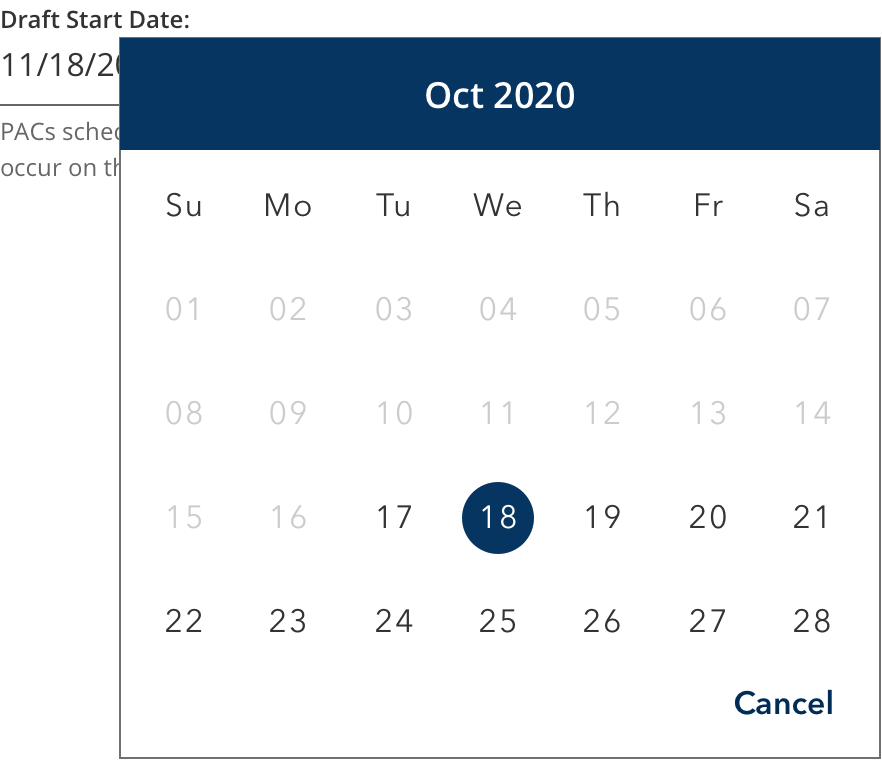 Draft Start Date:
11/18/20
Oct 2020
PACs sched
occur on th
Su Mo Tu We Th Fr Sa
01 02 03 04 05 06 07
08 09 10 11 12 13 14
15 16 17 18 19 20 21
22 23 24 25 26 27 28
Cancel